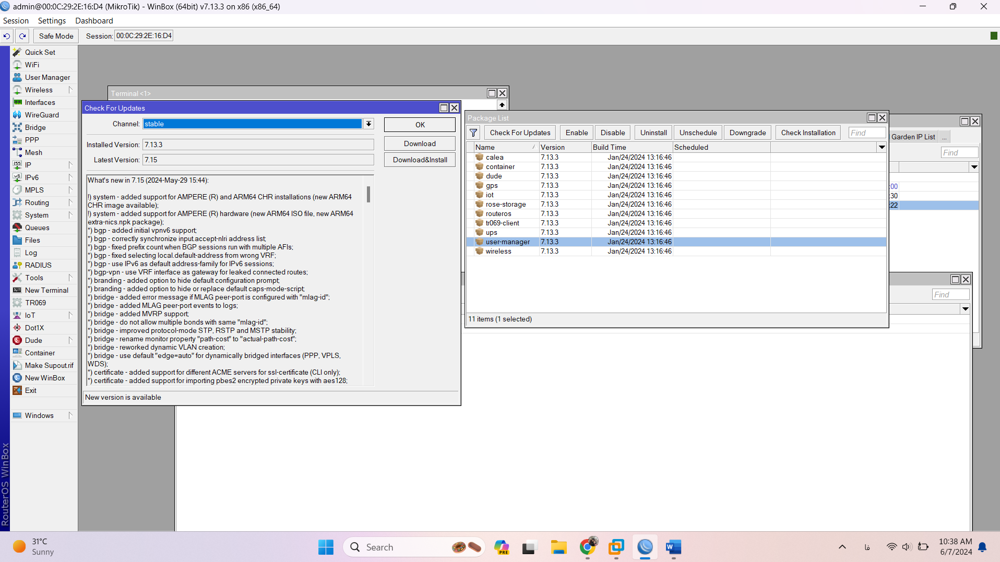 admin@00:0C:29:2E:16:D4 (MikroTik) - WinBox (64bit) v7.13.3 on x86 (x86_64)
Session Settings Dashboard
Safe Mode Session: 00:0C:29:2E:16:D4
Quick Set
WiFi
User Manager
Wireless
Interfaces
WireGuard
Bridge
PPP
Mesh
IP
IPv6
MPLS
Routing
System
Queues
Files
Log
RADIUS
Tools
New Terminal
TR069
IoT
Dot1X
Dude
Container
Make Supout.rif
New WinBox
Exit
Windows
RouterOS WinBox
Terminal <1>
Check For Updates
Channel: stable
OK
Installed Version: 7.13.3
Download
Latest Version: 7.15
Download&Install
What's new in 7.15 (2024-May-29 15:44):
!) system - added support for AMPERE (R) and ARM64 CHR installations (new ARM64
CHR image available);
!) system - added support for AMPERE (R) hardware (new ARM64 ISO file, new ARM64
extra-nics.npk package);
*) bgp - added initial vpnv6 support;
*) bgp - correctly synchronize input.accept-nlri address list;
*) bgp - fixed prefix count when BGP sessions run with multiple AFIs;
*) bgp - fixed selecting local.default-address from wrong VRF;
*) bgp - use IPv6 as default address-family for IPv6 sessions;
*) bgp-vpn - use VRF interface as gateway for leaked connected routes;
*) branding - added option to hide default configuration prompt;
*) branding - added option to hide or replace default caps-mode-script;
*) bridge - added error message if MLAG peer-port is configured with "mlag-id";
*) bridge - added MLAG peer-port events to logs;
*) bridge - added MVRP support;
*) bridge - do not allow multiple bonds with same "mlag-id";
*) bridge - improved protocol-mode STP, RSTP and MSTP stability;
*) bridge - rename monitor property "path-cost" to "actual-path-cost";
*) bridge - reworked dynamic VLAN creation;
*) bridge - use default "edge=auto" for dynamically bridged interfaces (PPP, VPLS,
WDS);
*) certificate - added support for different ACME servers for ssl-certificate (CLI only);
*) certificate - added support for importing pbes2 encrypted private keys with aes128;
New version is available
Package List
Check For Updates Enable Disable Uninstall Unschedule Downgrade Check Installation Find
Name Version Build Time Scheduled
calea 7.13.3 Jan/24/2024 13:16:46
container 7.13.3 Jan/24/2024 13:16:46
dude 7.13.3 Jan/24/2024 13:16:46
gps 7.13.3 Jan/24/2024 13:16:46
iot 7.13.3 Jan/24/2024 13:16:46
rose-storage 7.13.3 Jan/24/2024 13:16:46
routeros 7.13.3 Jan/24/2024 13:16:46
tr069-client 7.13.3 Jan/24/2024 13:16:46
ups 7.13.3 Jan/24/2024 13:16:46
user-manager 7.13.3 Jan/24/2024 13:16:46
wireless 7.13.3 Jan/24/2024 13:16:46
11 items (1 selected)
Garden IP List ...
Find
:00
:30
:22
Find
31°C
Sunny
Search
PRE
فا
10:38 AM
6/7/2024